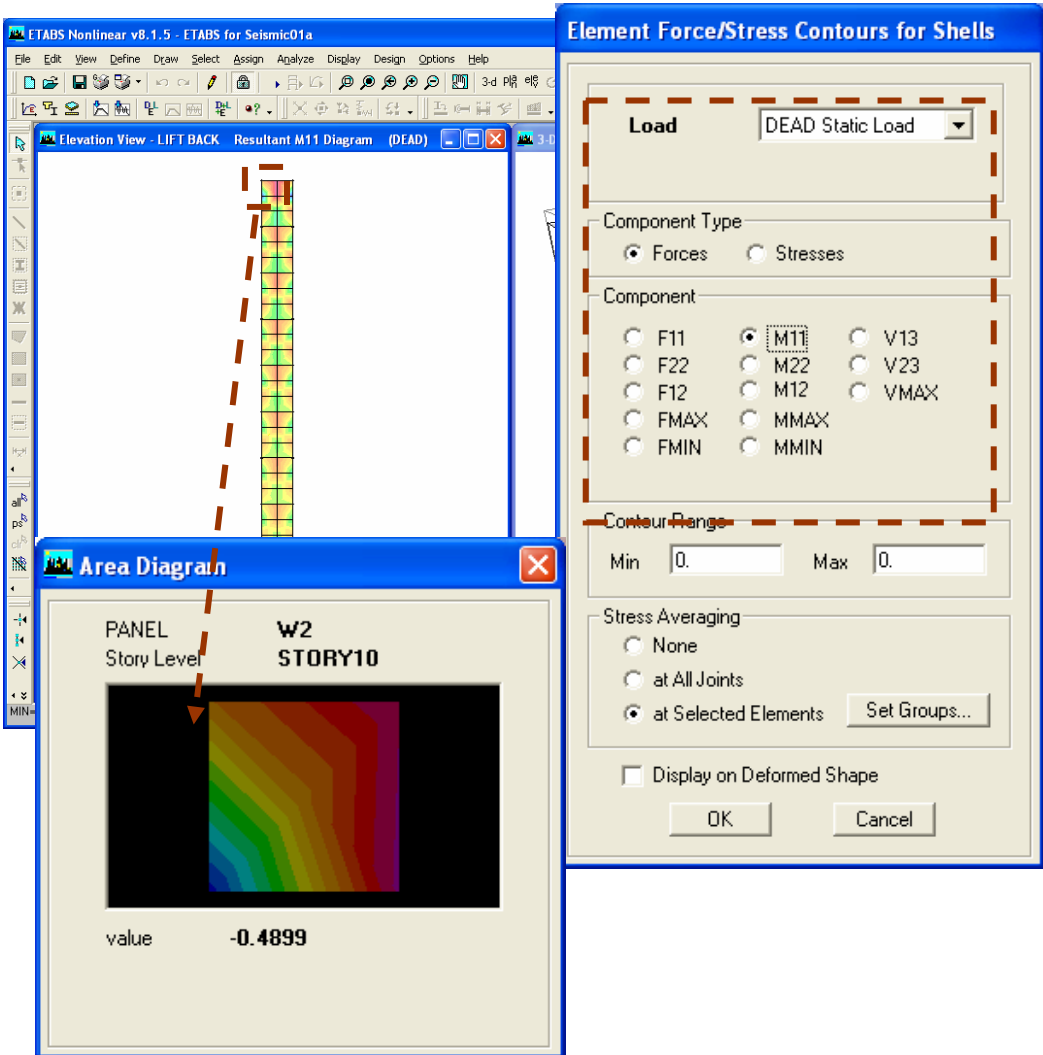 ETABS Nonlinear v8.1.5 - ETABS for Seismic01a
File Edit View Define Draw Select Assign Analyze Display Design Options Help
3-d
Elevation View - LIFT BACK Resultant M11 Diagram (DEAD)
3-D
all
ps
clr
MIN=
Area Diagram
PANEL W2
Story Level STORY10
value -0.4899
Element Force/Stress Contours for Shells
Load DEAD Static Load
Component Type
Forces Stresses
Component
F11 M11 V13
F22 M22 V23
F12 M12 VMAX
FMAX MMAX
FMIN MMIN
Contour Range
Min 0. Max 0.
Stress Averaging
None
at All Joints
at Selected Elements Set Groups...
Display on Deformed Shape
OK Cancel